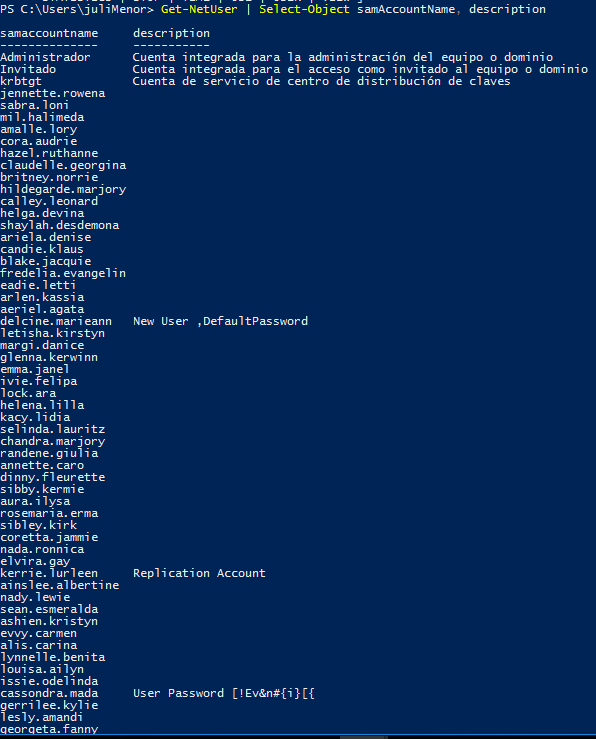 PS C:\Users\juliMenor> Get-NetUser | Select-Object samAccountName, description
samaccountname description
-------------- -----------
Administrador Cuenta integrada para la administración del equipo o dominio
Invitado Cuenta integrada para el acceso como invitado al equipo o dominio
krbtgt Cuenta de servicio de centro de distribución de claves
jennette.rowena
sabra.loni
mil.halimeda
amalle.lory
cora.audrie
hazel.ruthanne
claudelle.georgina
britney.norrie
hildegarde.marjory
calley.leonard
helga.devina
shaylah.desdemona
ariela.denise
candie.klaus
blake.jacquie
fredelia.evangelin
eadie.letti
arlen.kassia
aeriel.agata
delcine.marieann New User ,DefaultPassword
letisha.kirstyn
margi.danice
glenna.kerwinn
emma.janel
ivie.felipa
lock.ara
helena.lilla
kacy.lidia
selinda.lauritz
chandra.marjory
randene.giulia
annette.caro
dinny.fleurette
sibby.kermie
aura.ilysa
rosemaria.erma
sibley.kirk
coretta.jammie
nada.ronnica
elvira.gay
kerrie.lurleen Replication Account
ainslee.albertine
nady.lewie
sean.esmeralda
ashien.kristyn
evvy.carmen
alis.carina
lynnelle.benita
louisa.ailyn
issie.odelinda
cassondra.mada User Password [!Ev&n#{i}[{
gerrilee.kylie
lesly.amandi
georgeta.fanny